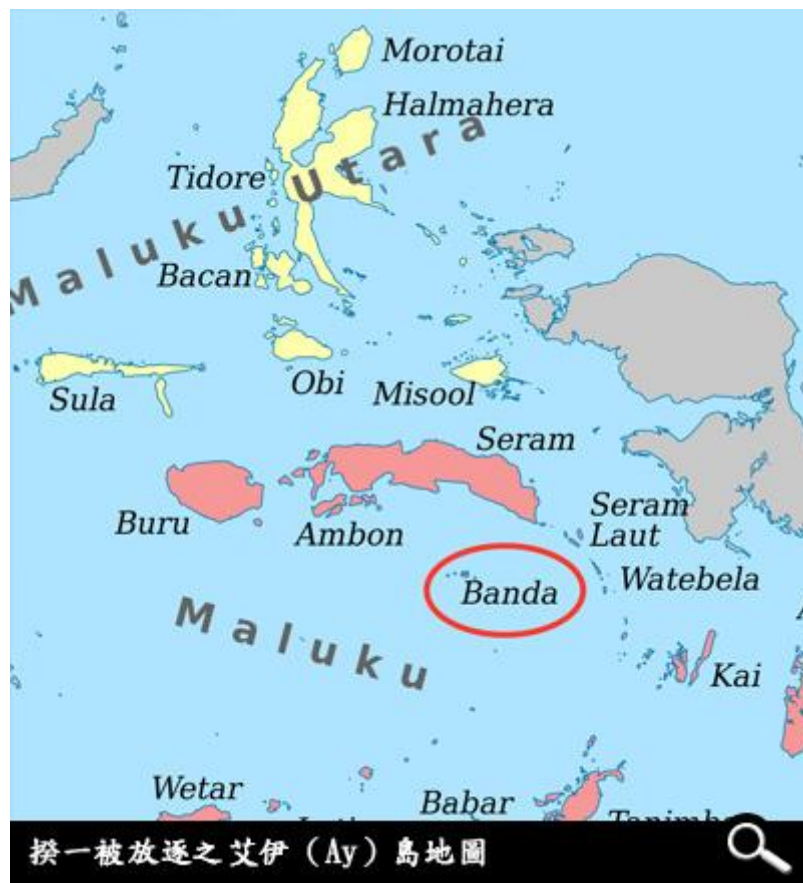 Morotai
Halmahera
Maluku Utara
Tidore
Bacan
Sula
Obi
Misool
Seram
Buru
Ambon
Seram
Laut
Banda
Watebela
Maluku
Kai
Wetar
Babar
揆一被放逐之艾伊（Ay）島地圖